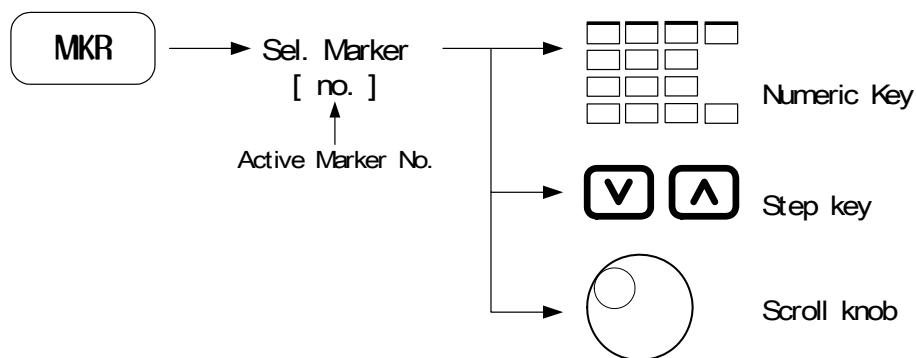 MKR
Sel. Marker
[ no. ]
Active Marker No.
Numeric Key
Step key
Scroll knob